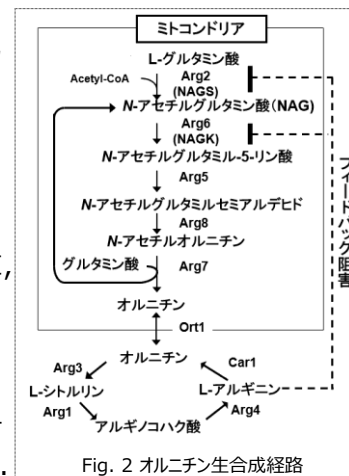 ミトコンドリア
L-グルタミン酸
Acetyl-CoA
Arg2
(NAGS)
N-アセチルグルタミン酸(NAG)
Arg6
(NAGK)
N-アセチルグルタミル-5-リン酸
Arg5
N-アセチルグルタミルセミアルデヒド
Arg8
N-アセチルオルニチン
グルタミン酸
Arg7
オルニチン
Ort1
オルニチン
Arg3
Car1
L-シトルリン
L-アルギニン
Arg1
Arg4
アルギノコハク酸
フィードバック阻害
Fig. 2 オルニチン生合成経路